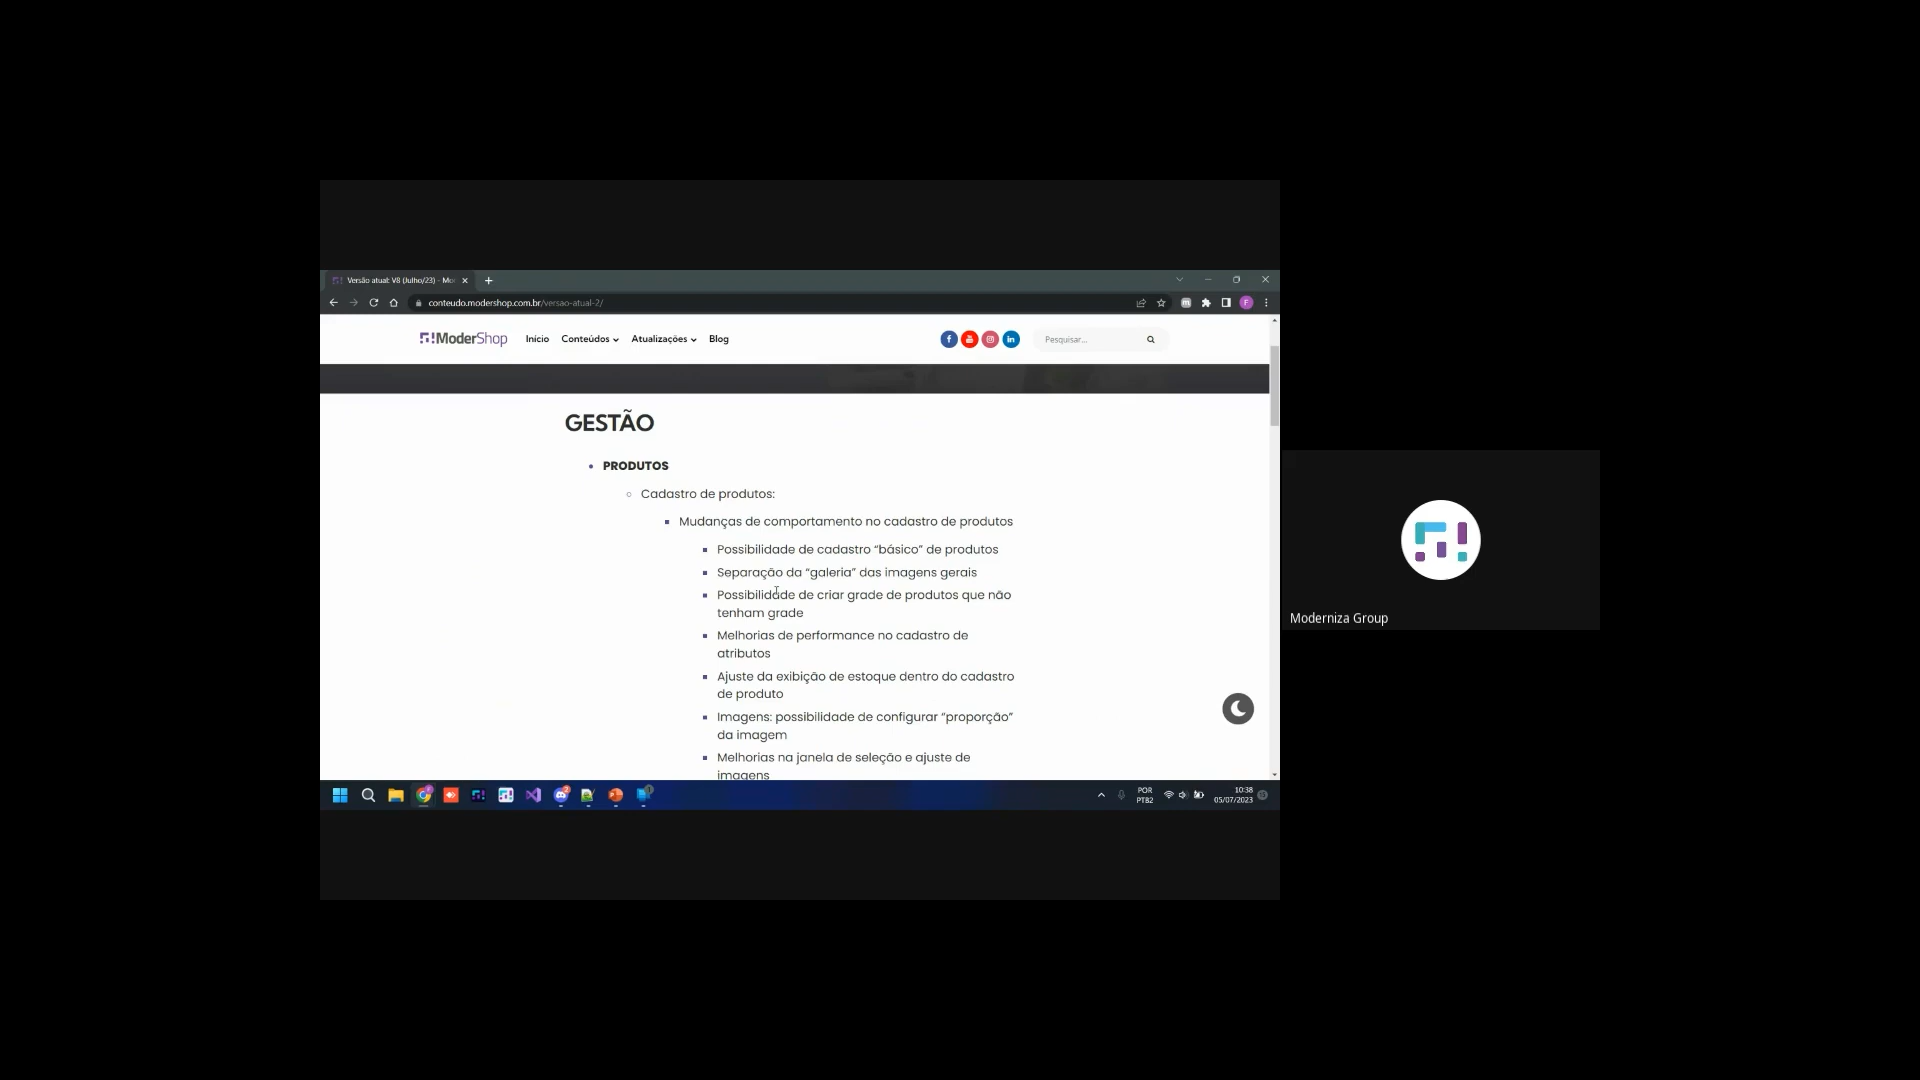 Versão atual: V8 (Julho/23) - Mo
conteudo.modershop.com.br/versao-atual-2/
ModerShop
Início
Conteúdos
Atualizações
Blog
Pesquisar...
GESTÃO
PRODUTOS
Cadastro de produtos:
Mudanças de comportamento no cadastro de produtos
Possibilidade de cadastro “básico” de produtos
Separação da “galeria” das imagens gerais
Possibilidade de criar grade de produtos que não
tenham grade
Melhorias de performance no cadastro de
atributos
Ajuste da exibição de estoque dentro do cadastro
de produto
Imagens: possibilidade de configurar “proporção”
da imagem
Melhorias na janela de seleção e ajuste de
imagens
Moderniza Group
POR
PTB2
10:38
05/07/2023